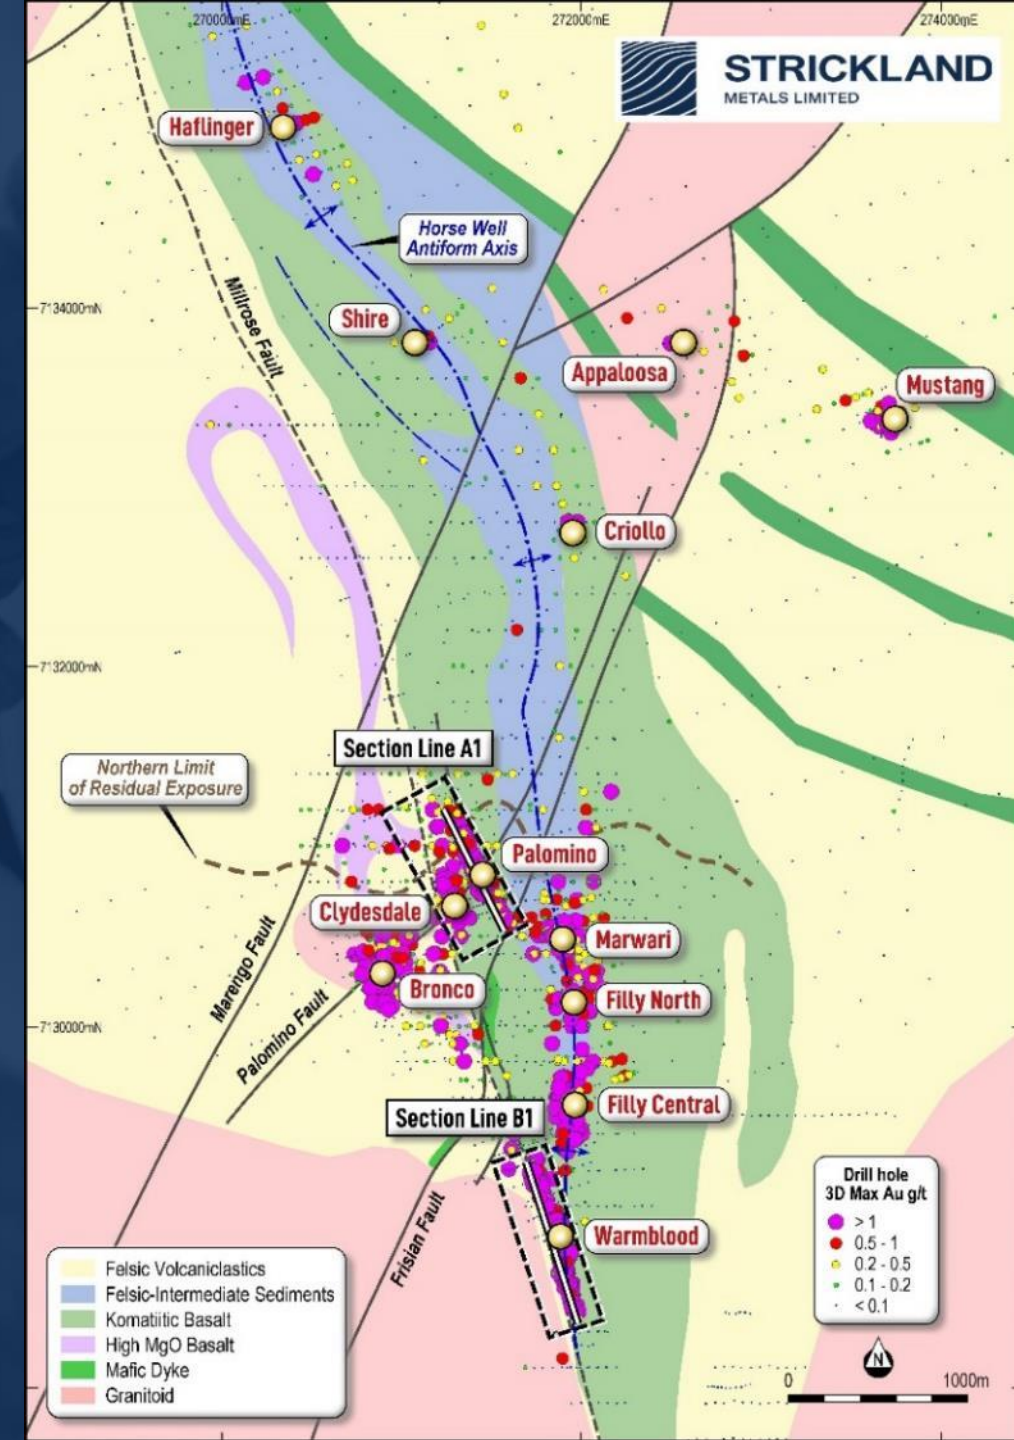 270000mE
272000mE
274000mE
STRICKLAND
METALS LIMITED
Haflinger
Horse Well
Antiform Axis
Millrose Fault
7134000mN
Shire
Appaloosa
Mustang
Criollo
7132000mN
Section Line A1
Northern Limit
of Residual Exposure
Palomino
Clydesdale
Marwari
Bronco
Filly North
Marengo Fault
Palomino Fault
7130000mN
Section Line B1
Filly Central
Frisian Fault
Warmblood
Drill hole
3D Max Au g/t
> 1
0.5 - 1
0.2 - 0.5
0.1 - 0.2
< 0.1
N
0 1000m
Felsic Volcaniclastics
Felsic-Intermediate Sediments
Komatiitic Basalt
High MgO Basalt
Mafic Dyke
Granitoid